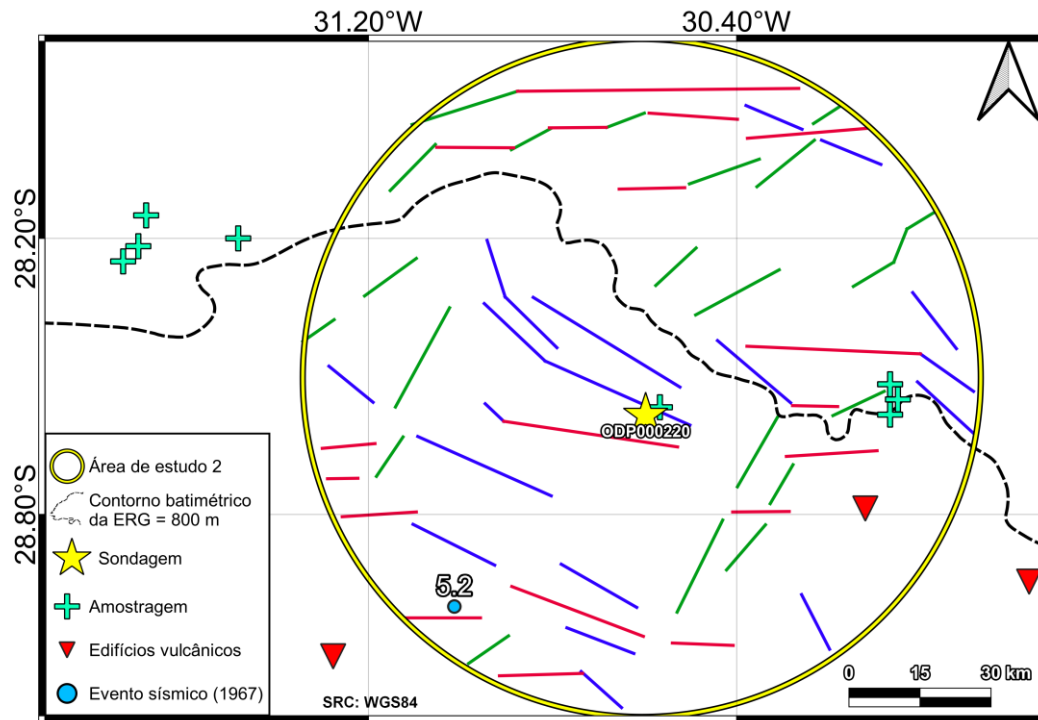 31.20°W 30.40°W
28.20°S
ODP000220
28.80°S
5.2
Área de estudo 2
Contorno batimétrico
da ERG = 800 m
Sondagem
Amostragem
Edifícios vulcânicos
Evento sísmico (1967)
SRC: WGS84
0 15 30 km